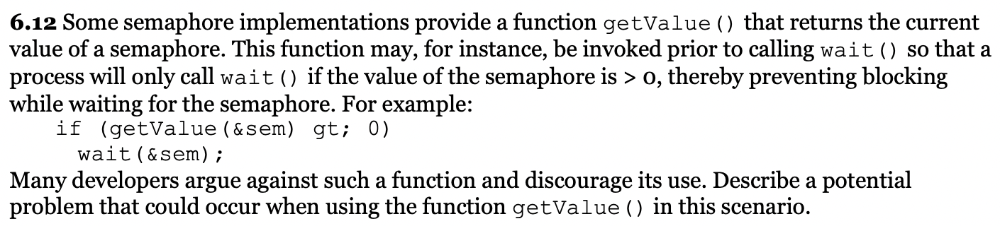 6.12 Some semaphore implementations provide a function getValue() that returns the current
value of a semaphore. This function may, for instance, be invoked prior to calling wait() so that a
process will only call wait() if the value of the semaphore is > 0, thereby preventing blocking
while waiting for the semaphore. For example:
if (getValue(&sem) gt; 0)
wait(&sem);
Many developers argue against such a function and discourage its use. Describe a potential
problem that could occur when using the function getValue() in this scenario.